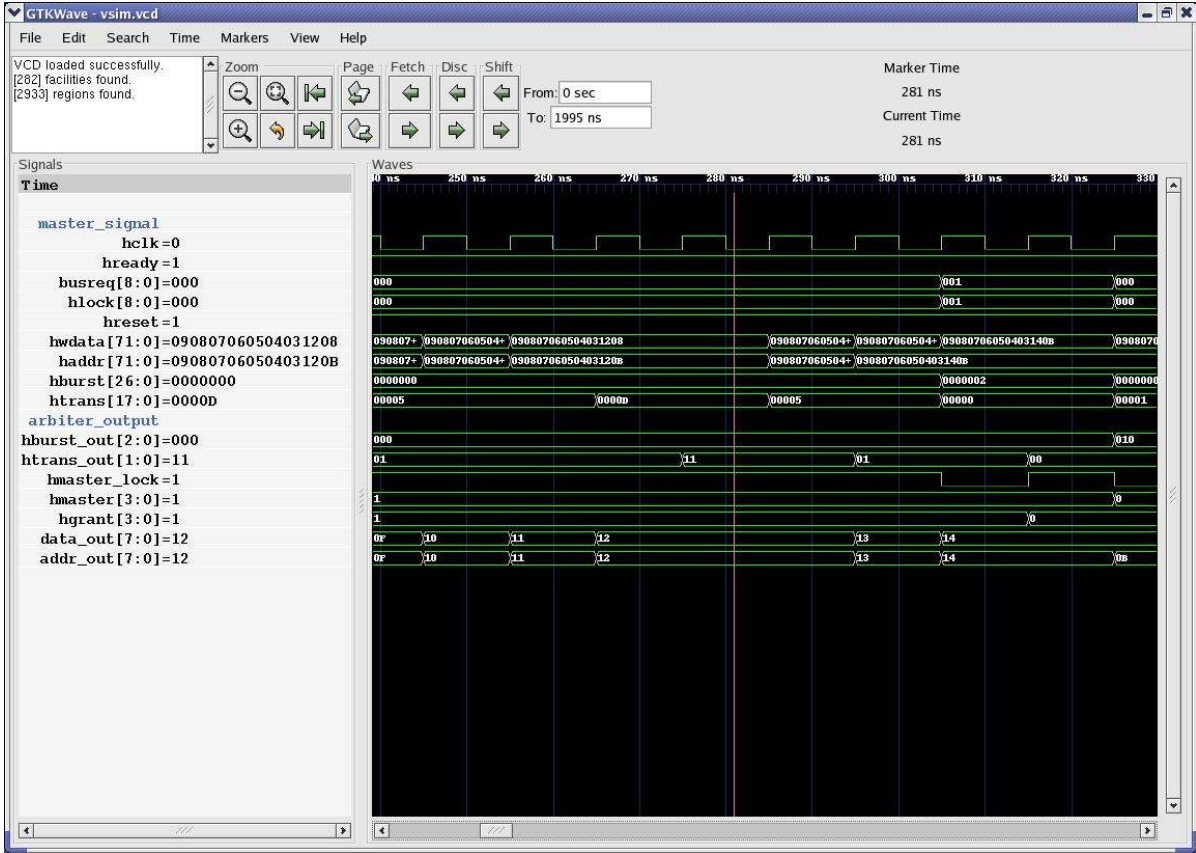 GTKWave - vsim.vcd
File Edit Search Time Markers View Help
VCD loaded successfully.
[282] facilities found.
[2933] regions found.
Zoom Page Fetch Disc Shift
From: 0 sec
To: 1995 ns
Marker Time
281 ns
Current Time
281 ns
Signals
Waves
Time
0 ns 250 ns 260 ns 270 ns 280 ns 290 ns 300 ns 310 ns 320 ns 330
master_signal
hclk=0
hready=1
busreq[8:0]=000 000 001 000
hlock[8:0]=000 000 001 000
hreset=1
hwdata[71:0]=090807060504031208 090807+ 090807060504+ 090807060504031208 090807060504+ 090807060504+ 09080706050403140B 0908070
haddr[71:0]=09080706050403120B 090807+ 090807060504+ 09080706050403120B 090807060504+ 09080706050403140B
hburst[26:0]=0000000 0000000 0000002 0000000
htrans[17:0]=0000D 00005 0000D 00005 00000 00001
arbiter_output
hburst_out[2:0]=000 000 010
htrans_out[1:0]=11 01 11 01 00
hmaster_lock=1
hmaster[3:0]=1 1 0
hgrant[3:0]=1 1 0
data_out[7:0]=12 0F 10 11 12 13 14
addr_out[7:0]=12 0F 10 11 12 13 14 0B